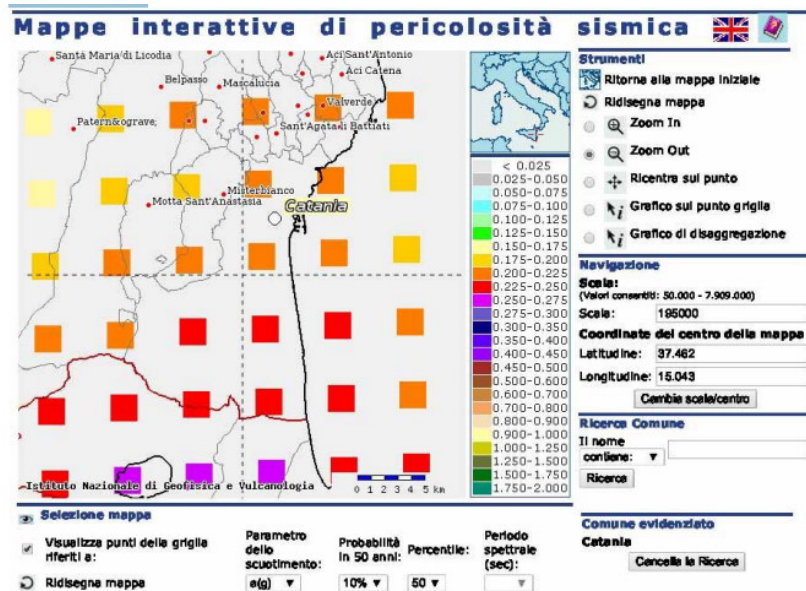 Mappe interattive di pericolosità sismica
Santa Maria di Licodia
Aci Sant'Antonio
Aci Catena
Belpasso
Mascalucia
Valverde
Patern&ograve;
Sant'Agata li Battiati
Misterbianco
Motta Sant'Anastasia
Catania
Istituto Nazionale di Geofisica e Vulcanologia
0 1 2 3 4 5 km
< 0.025
0.025-0.050
0.050-0.075
0.075-0.100
0.100-0.125
0.125-0.150
0.150-0.175
0.175-0.200
0.200-0.225
0.225-0.250
0.250-0.275
0.275-0.300
0.300-0.350
0.350-0.400
0.400-0.450
0.450-0.500
0.500-0.600
0.600-0.700
0.700-0.800
0.800-0.900
0.900-1.000
1.000-1.250
1.250-1.500
1.500-1.750
1.750-2.000
Strumenti
Ritorna alla mappa iniziale
Ridisegna mappa
Zoom In
Zoom Out
Ricentra sul punto
Grafico sul punto griglia
Grafico di disaggregazione
Navigazione
Scala:
(Valori consentiti: 50.000 - 7.909.000)
Scala: 195000
Coordinate del centro della mappa
Latitudine: 37.462
Longitudine: 15.043
Cambia scala/centro
Ricerca Comune
Il nome
contiene:
Ricerca
Comune evidenziato
Catania
Cancella la Ricerca
Selezione mappa
Visualizza punti della griglia
riferiti a:
Ridisegna mappa
Parametro
dello
scuotimento:
a(g)
Probabilità
in 50 anni:
10%
Percentile:
50
Periodo
spettrale
(sec):